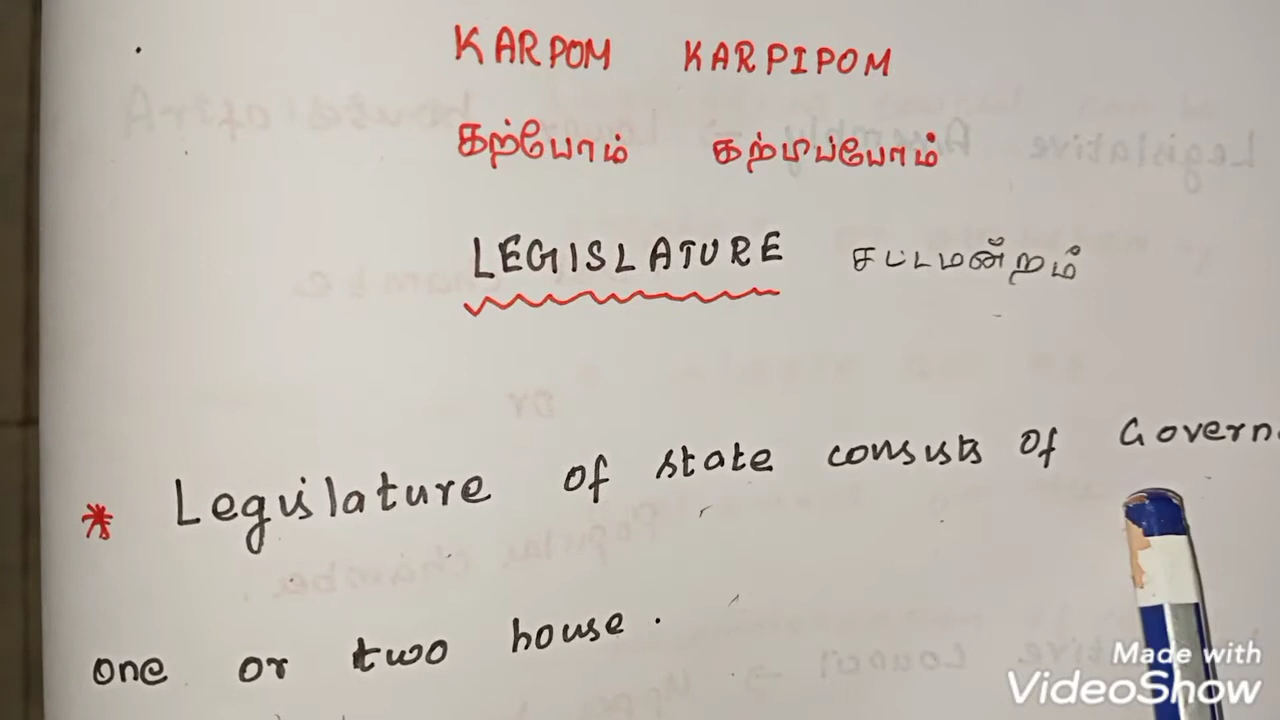 KARPOM KARPIPOM
கற்போம் கற்பிப்போம்
LEGISLATURE சட்டமன்றம்
* Legislature of state consists of Govern
one or two house.
Made with
VideoShow